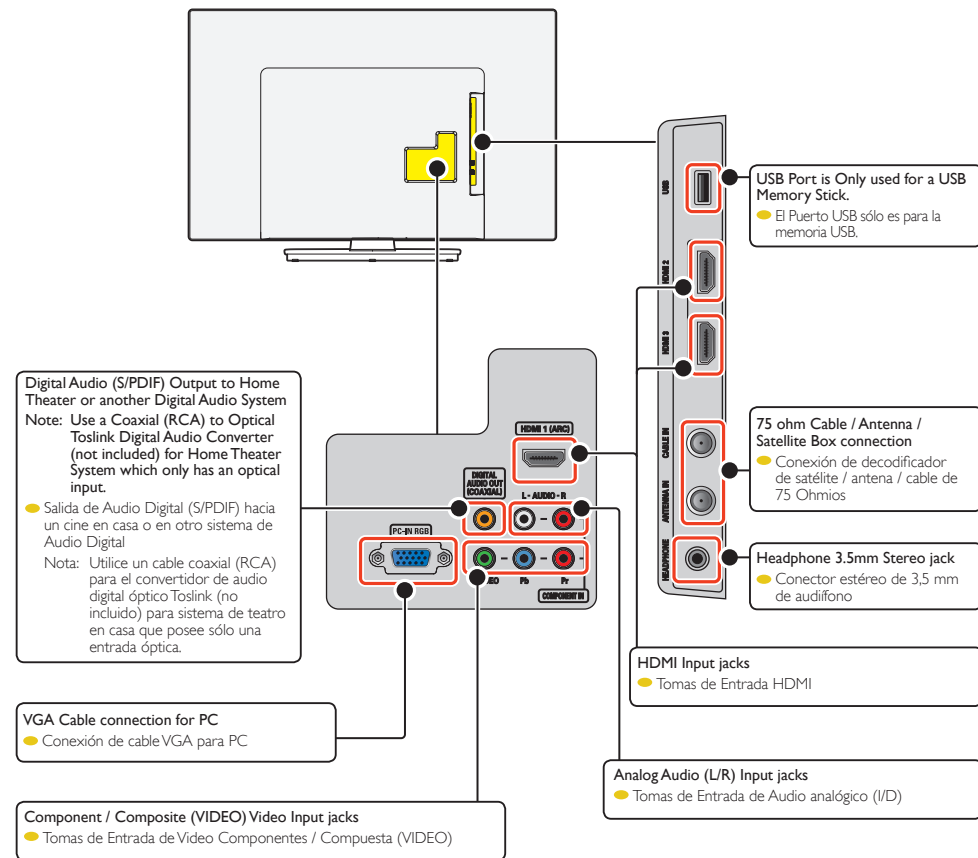 USB
HDMI 2
HDMI 3
CABLE IN
ANTENNA IN
HEADPHONE
USB Port is Only used for a USB
Memory Stick.
El Puerto USB sólo es para la
memoria USB.
75 ohm Cable / Antenna /
Satellite Box connection
Conexión de decodificador
de satélite / antena / cable de
75 Ohmios
Headphone 3.5mm Stereo jack
Conector estéreo de 3,5 mm
de audífono
Digital Audio (S/PDIF) Output to Home
Theater or another Digital Audio System
Note: Use a Coaxial (RCA) to Optical
Toslink Digital Audio Converter
(not included) for Home Theater
System which only has an optical
input.
Salida de Audio Digital (S/PDIF) hacia
un cine en casa o en otro sistema de
Audio Digital
Nota: Utilice un cable coaxial (RCA)
para el convertidor de audio
digital óptico Toslink (no
incluido) para sistema de teatro
en casa que posee sólo una
entrada óptica.
HDMI 1 (ARC)
DIGITAL
AUDIO OUT
(COAXIAL)
L - AUDIO - R
PC-IN RGB
EO Pb Pr
COMPONENT IN
HDMI Input jacks
Tomas de Entrada HDMI
VGA Cable connection for PC
Conexión de cable VGA para PC
Analog Audio (L/R) Input jacks
Tomas de Entrada de Audio analógico (I/D)
Component / Composite (VIDEO) Video Input jacks
Tomas de Entrada de Video Componentes / Compuesta (VIDEO)